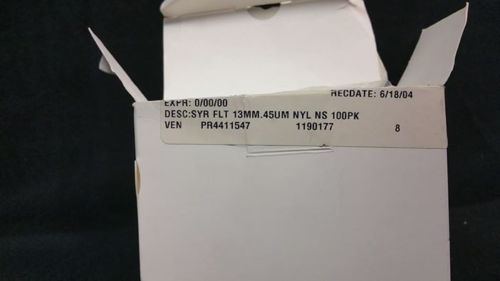 EXPR: 0/00/00 RECDATE: 6/18/04
DESC:SYR FLT 13MM.45UM NYL NS 100PK
VEN PR4411547 1190177 8